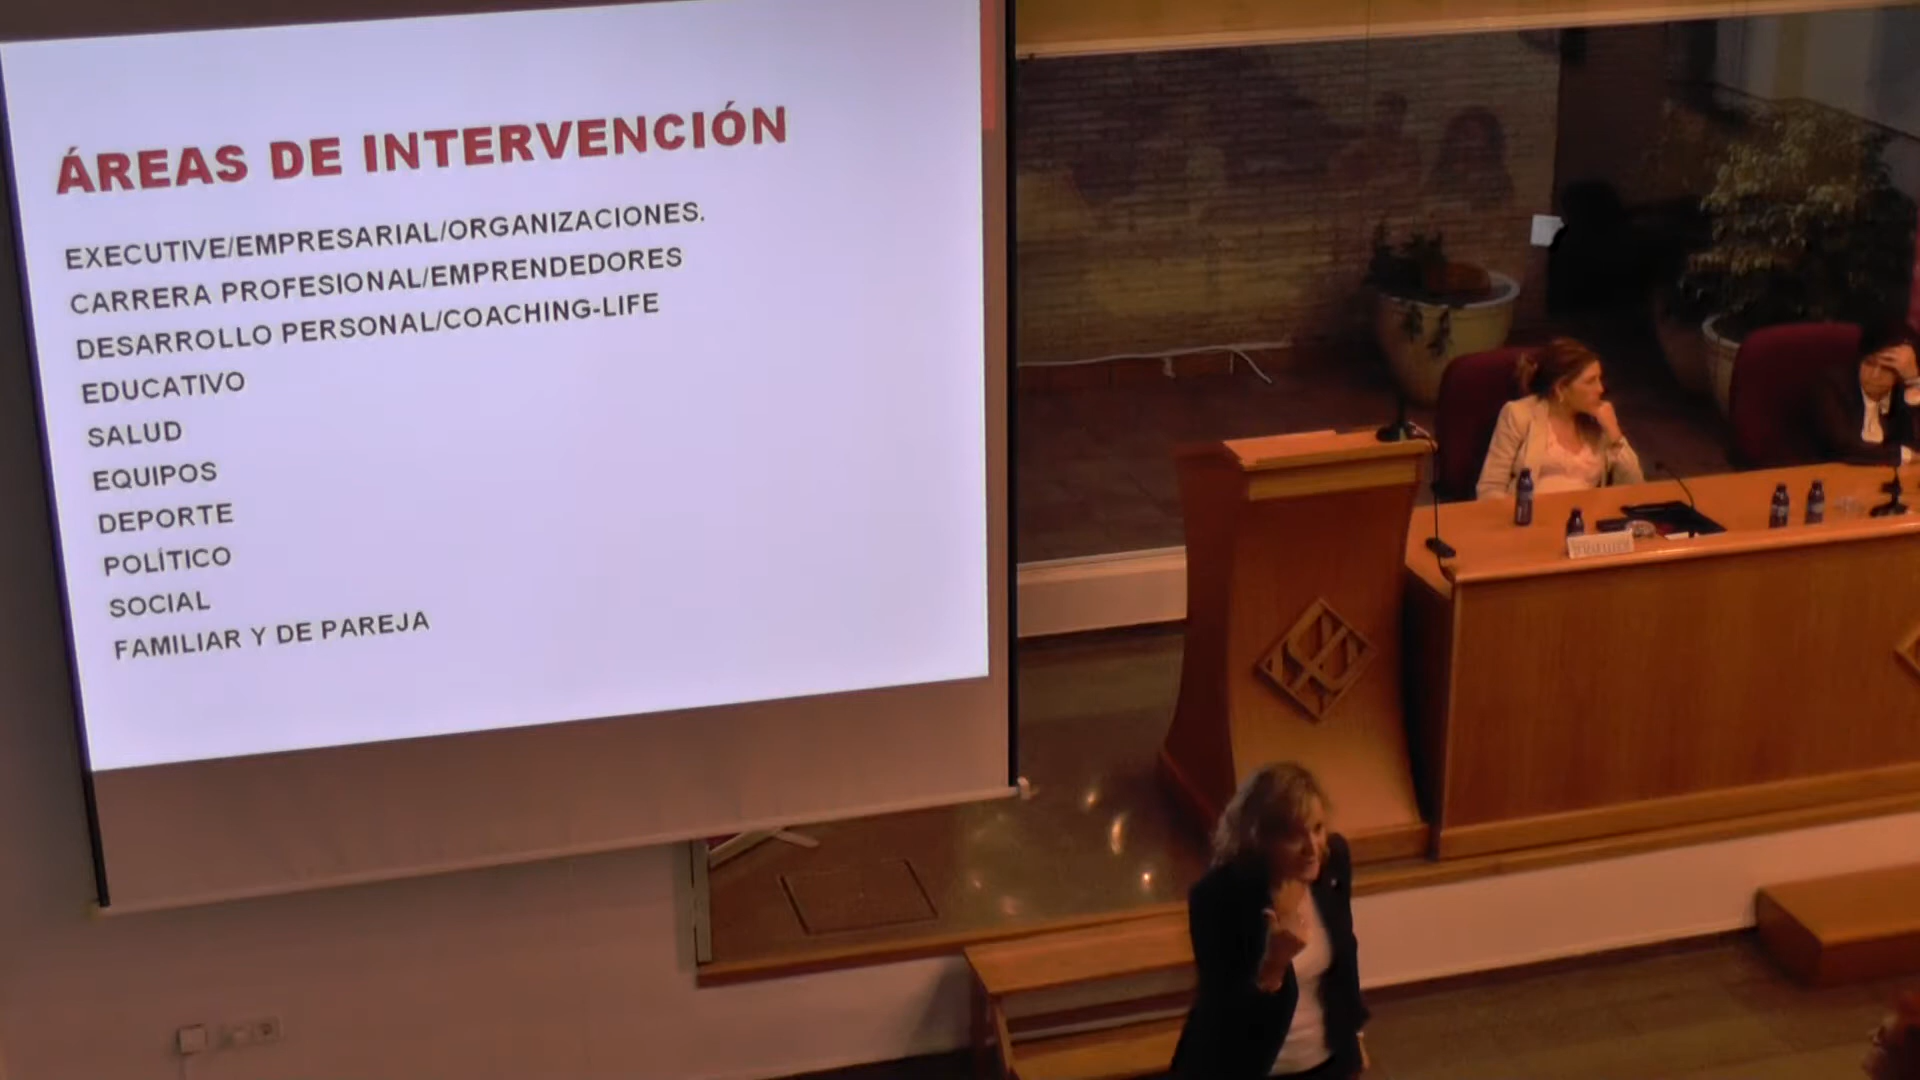 ÁREAS DE INTERVENCIÓN
EXECUTIVE/EMPRESARIAL/ORGANIZACIONES.
CARRERA PROFESIONAL/EMPRENDEDORES
DESARROLLO PERSONAL/COACHING-LIFE
EDUCATIVO
SALUD
EQUIPOS
DEPORTE
POLÍTICO
SOCIAL
FAMILIAR Y DE PAREJA